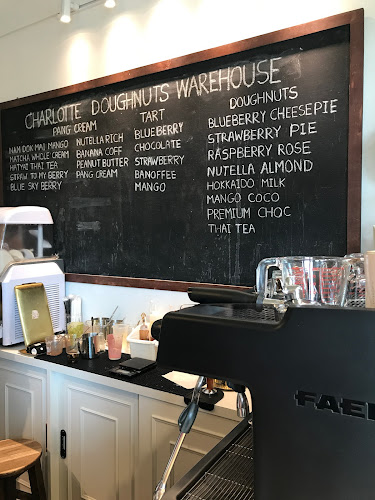 CHARLOTTE DOUGHNUTS WAREHOUSE
PANG CREAM
NAM DOK MAI MANGO
MATCHA WHOLE CREAM
HATYAI THAI TEA
STRAW TO MY BERRY
BLUE SKY BERRY
NUTELLA RICH
BANANA COFF
PEANUT BUTTER
PANG CREAM
TART
BLUEBERRY
CHOCOLATE
STRAWBERRY
BANOFFEE
MANGO
DOUGHNUTS
BLUEBERRY CHEESEPIE
STRAWBERRY PIE
RASPBERRY ROSE
NUTELLA ALMOND
HOKKAIDO MILK
MANGO COCO
PREMIUM CHOC
THAI TEA
FAE